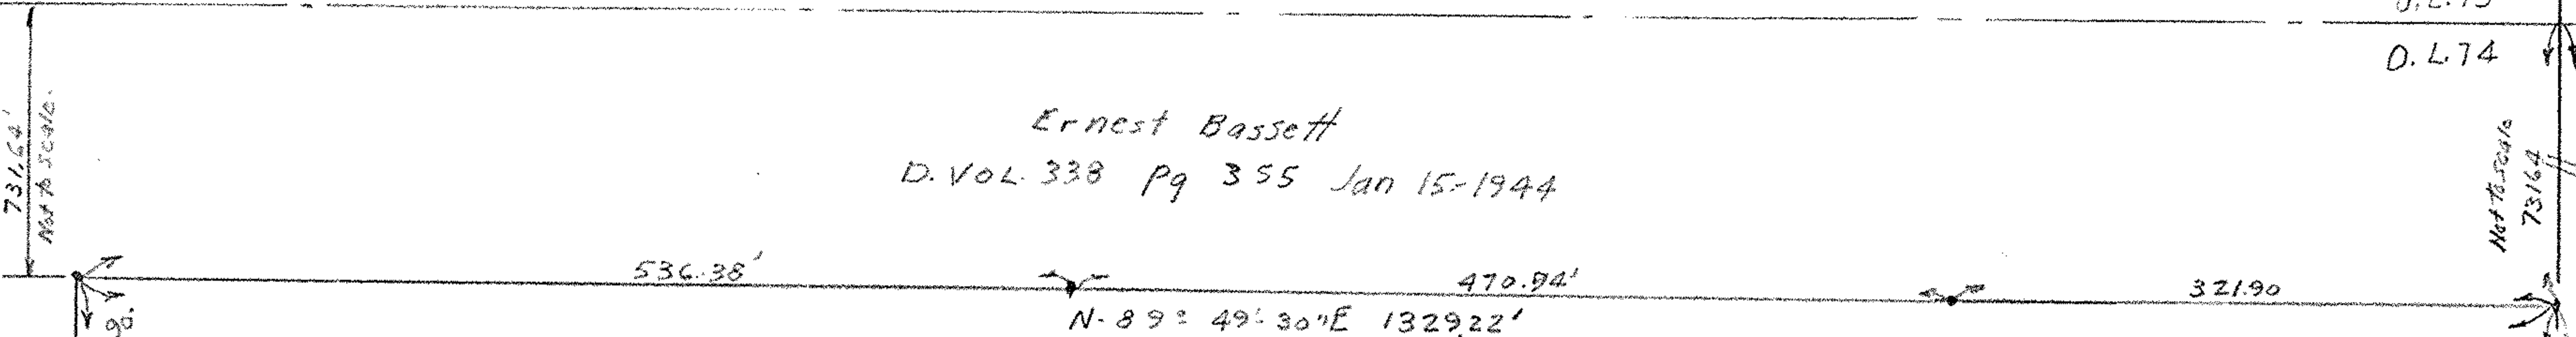 O.L.73
O.L.74
731.64'
Not to scale.
Ernest Bassett
D. VOL. 338 Pg 355 Jan 15-1944
Not to scale
731.64
536.38'
470.94'
321.90
N-89°-49'-30"E 1329.22'
90°